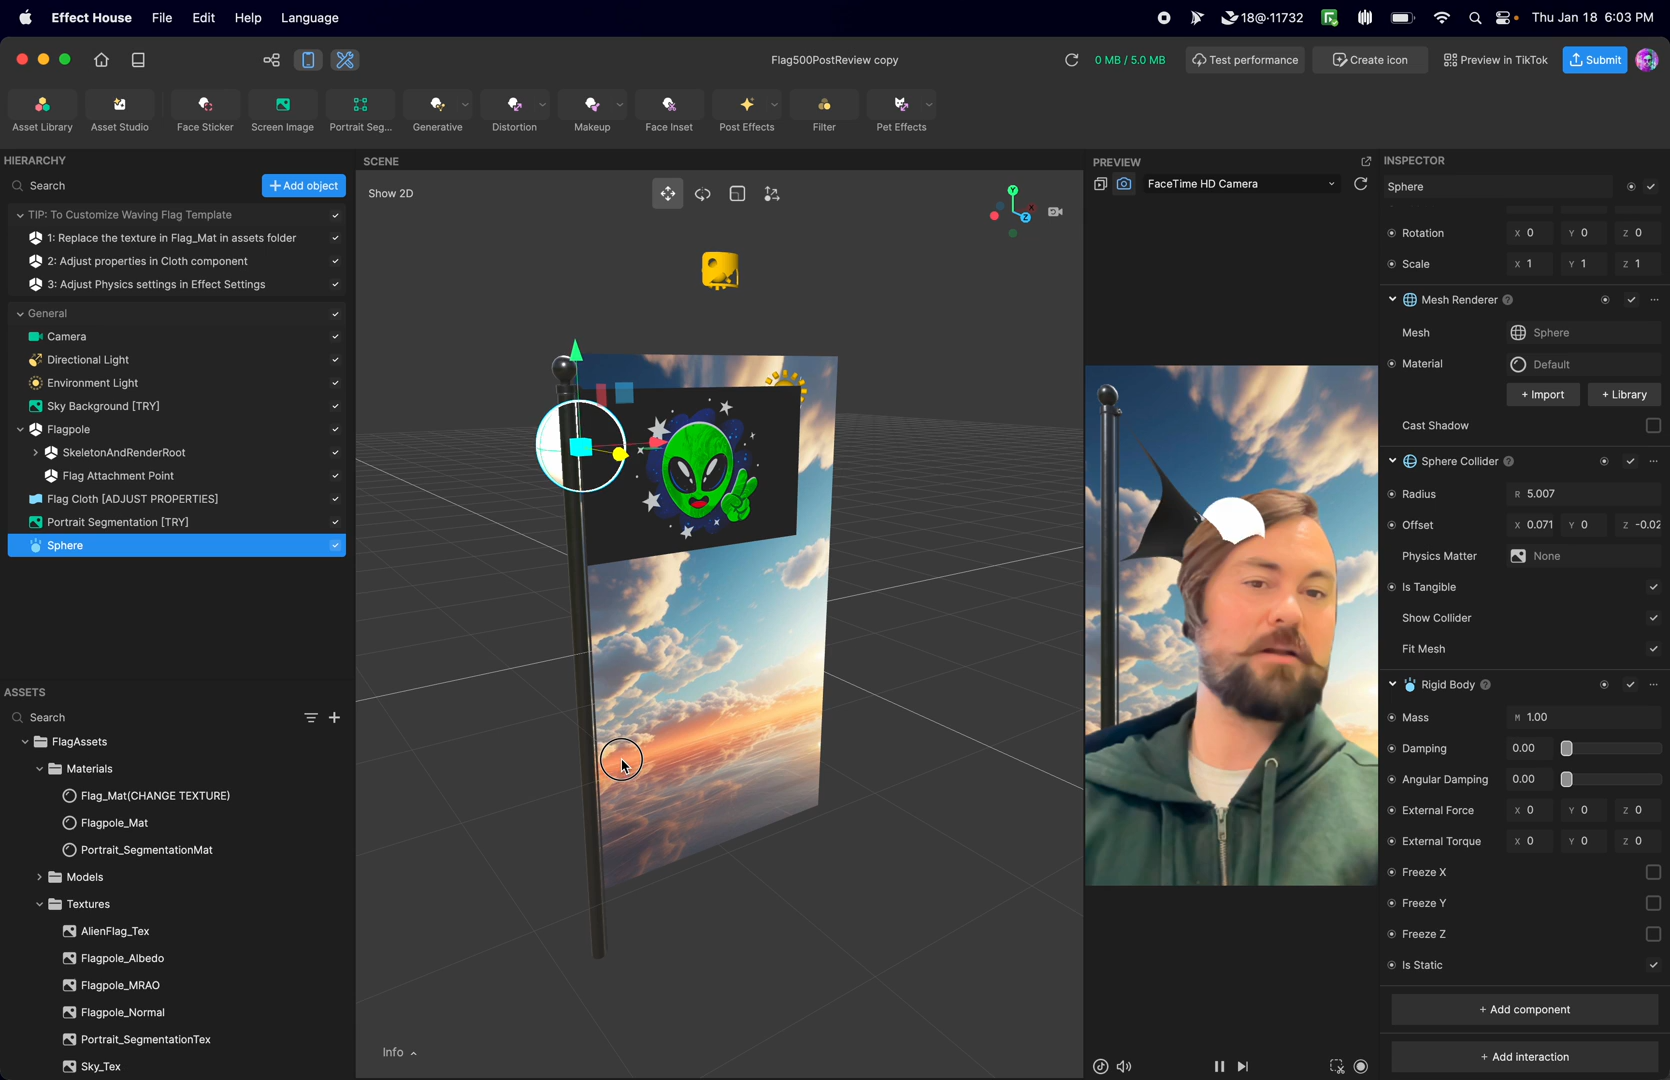 Effect House File Edit Help Language 18@-11732 Thu Jan 18 6:03 PM
Flag500PostReview copy 0 MB / 5.0 MB Test performance Create icon Preview in TikTok Submit
Asset Library Asset Studio Face Sticker Screen Image Portrait Seg... Generative Distortion Makeup Face Inset Post Effects Filter Pet Effects
HIERARCHY
Search
+ Add object
TIP: To Customize Waving Flag Template
1: Replace the texture in Flag_Mat in assets folder
2: Adjust properties in Cloth component
3: Adjust Physics settings in Effect Settings
General
Camera
Directional Light
Environment Light
Sky Background [TRY]
Flagpole
SkeletonAndRenderRoot
Flag Attachment Point
Flag Cloth [ADJUST PROPERTIES]
Portrait Segmentation [TRY]
Sphere
ASSETS
Search
FlagAssets
Materials
Flag_Mat(CHANGE TEXTURE)
Flagpole_Mat
Portrait_SegmentationMat
Models
Textures
AlienFlag_Tex
Flagpole_Albedo
Flagpole_MRAO
Flagpole_Normal
Portrait_SegmentationTex
Sky_Tex
SCENE
Show 2D
Y
X
Z
Info
PREVIEW
FaceTime HD Camera
INSPECTOR
Sphere
Rotation X 0 Y 0 Z 0
Scale X 1 Y 1 Z 1
Mesh Renderer ?
Mesh Sphere
Material Default
+ Import + Library
Cast Shadow
Sphere Collider ?
Radius R 5.007
Offset X 0.071 Y 0 Z -0.02
Physics Matter None
Is Tangible
Show Collider
Fit Mesh
Rigid Body ?
Mass M 1.00
Damping 0.00
Angular Damping 0.00
External Force X 0 Y 0 Z 0
External Torque X 0 Y 0 Z 0
Freeze X
Freeze Y
Freeze Z
Is Static
+ Add component
+ Add interaction